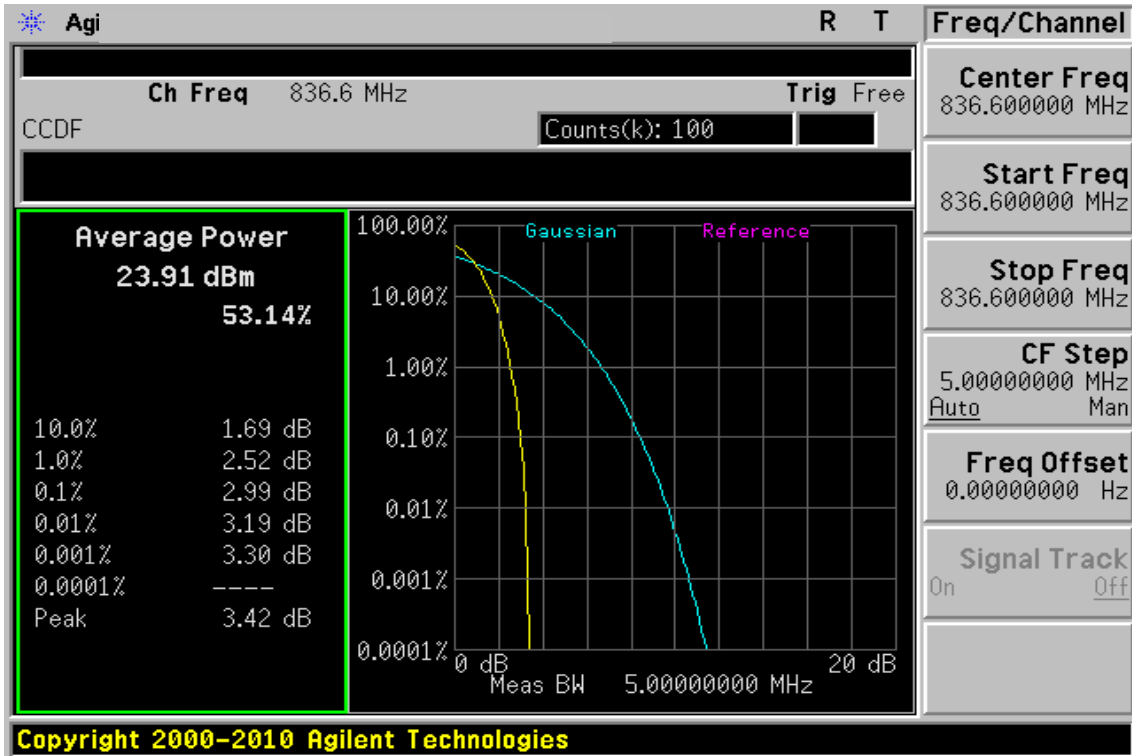 Agi R T
Ch Freq 836.6 MHz Trig Free
CCDF Counts(k): 100
Average Power
23.91 dBm
53.14%
10.0% 1.69 dB
1.0% 2.52 dB
0.1% 2.99 dB
0.01% 3.19 dB
0.001% 3.30 dB
0.0001% ----
Peak 3.42 dB
Gaussian Reference
100.00%
10.00%
1.00%
0.10%
0.01%
0.001%
0.0001%
0 dB 20 dB
Meas BW 5.00000000 MHz
Freq/Channel
Center Freq
836.600000 MHz
Start Freq
836.600000 MHz
Stop Freq
836.600000 MHz
CF Step
5.00000000 MHz
Auto Man
Freq Offset
0.00000000 Hz
Signal Track
On Off
Copyright 2000-2010 Agilent Technologies